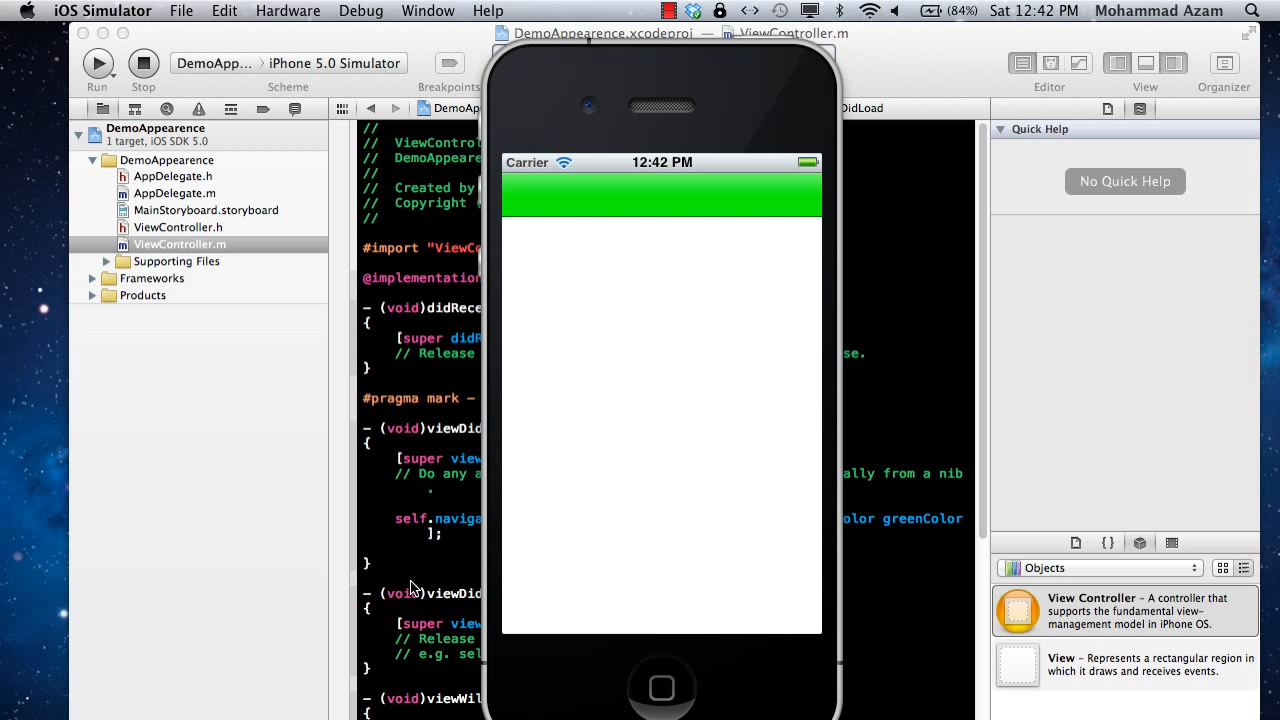 iOS Simulator File Edit Hardware Debug Window Help (84%) Sat 12:42 PM Mohammad Azam
DemoAppearence.xcodeproj — ViewController.m
DemoApp... iPhone 5.0 Simulator
Run Stop Scheme Breakpoints Editor View Organizer
DidLoad
DemoAppearence
1 target, iOS SDK 5.0
DemoAppearence
AppDelegate.h
AppDelegate.m
MainStoryboard.storyboard
ViewController.h
ViewController.m
Supporting Files
Frameworks
Products
//
// ViewControl
// DemoAppeare
//
// Created by
// Copyright
//
#import "ViewCo
@implementation
- (void)didRece
{
[super didR
// Release se.
}
#pragma mark -
- (void)viewDid
{
[super view
// Do any a ally from a nib
.
self.naviga olor greenColor
];
}
- (void)viewDid
{
[super view
// Release
// e.g. sel
}
- (void)viewWil
{
Carrier 12:42 PM
Quick Help
No Quick Help
Objects
View Controller - A controller that
supports the fundamental view-
management model in iPhone OS.
View - Represents a rectangular region in
which it draws and receives events.